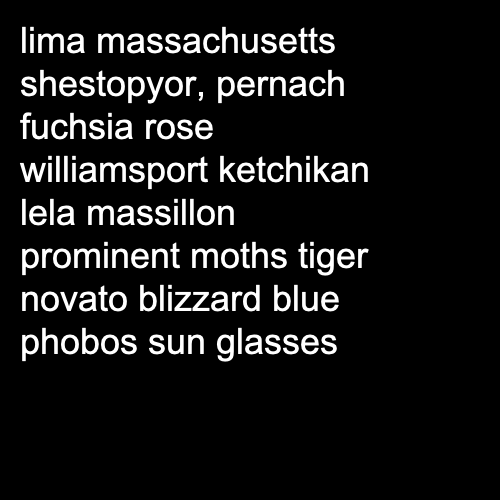 lima massachusetts
shestopyor, pernach
fuchsia rose
williamsport ketchikan
lela massillon
prominent moths tiger
novato blizzard blue
phobos sun glasses